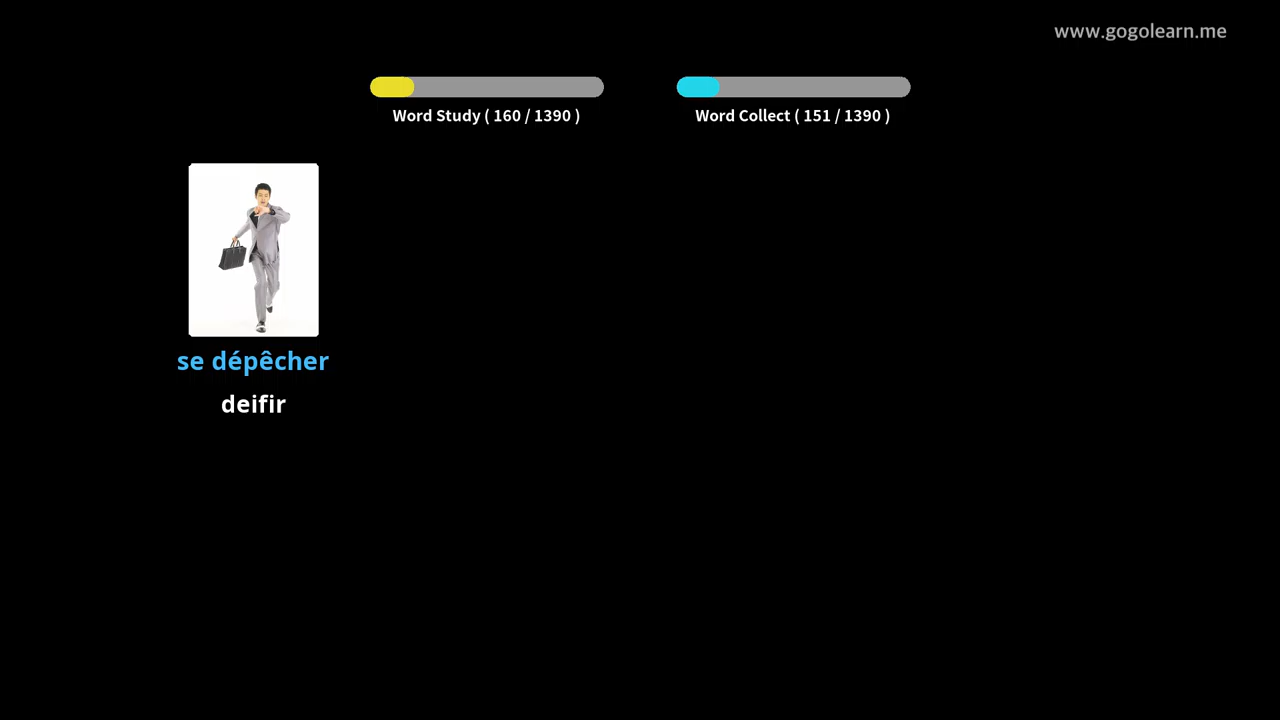 www.gogolearn.me
Word Study ( 160 / 1390 )
Word Collect ( 151 / 1390 )
se dépêcher
deifir